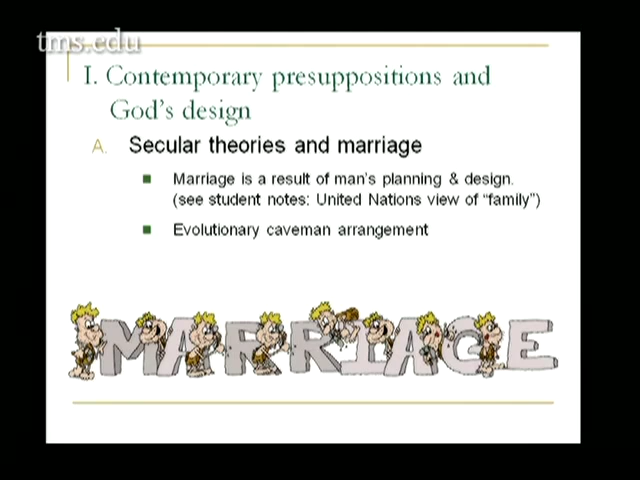 tms.edu
I. Contemporary presuppositions and
God's design
A. Secular theories and marriage
Marriage is a result of man's planning & design.
(see student notes: United Nations view of "family")
Evolutionary caveman arrangement
MARRIAGE